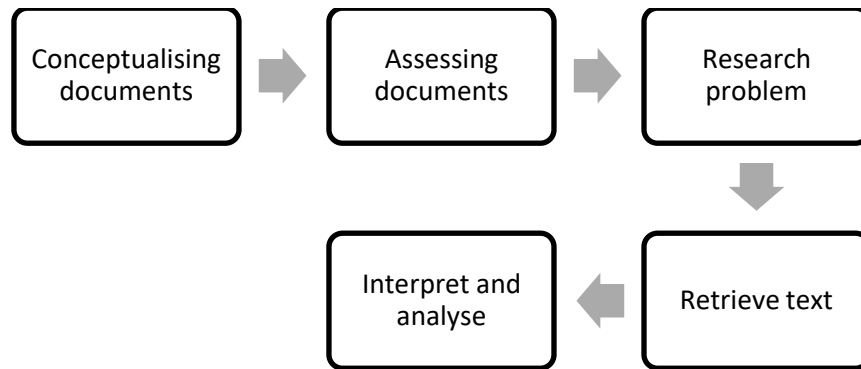 Conceptualising
documents
Assessing
documents
Research
problem
Retrieve text
Interpret and
analyse